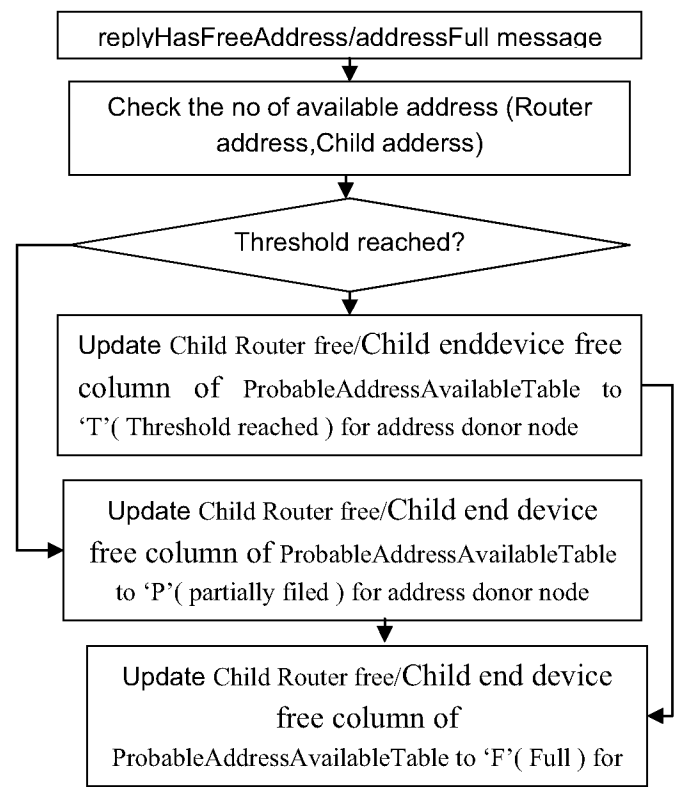 replyHasFreeAddress/addressFull message
Check the no of available address (Router
address,Child adderss)
Threshold reached?
Update Child Router free/Child enddevice free
column of ProbableAddressAvailableTable to
‘T’( Threshold reached ) for address donor node
Update Child Router free/Child end device
free column of ProbableAddressAvailableTable
to ‘P’( partially filed ) for address donor node
Update Child Router free/Child end device
free column of
ProbableAddressAvailableTable to ‘F’( Full ) for